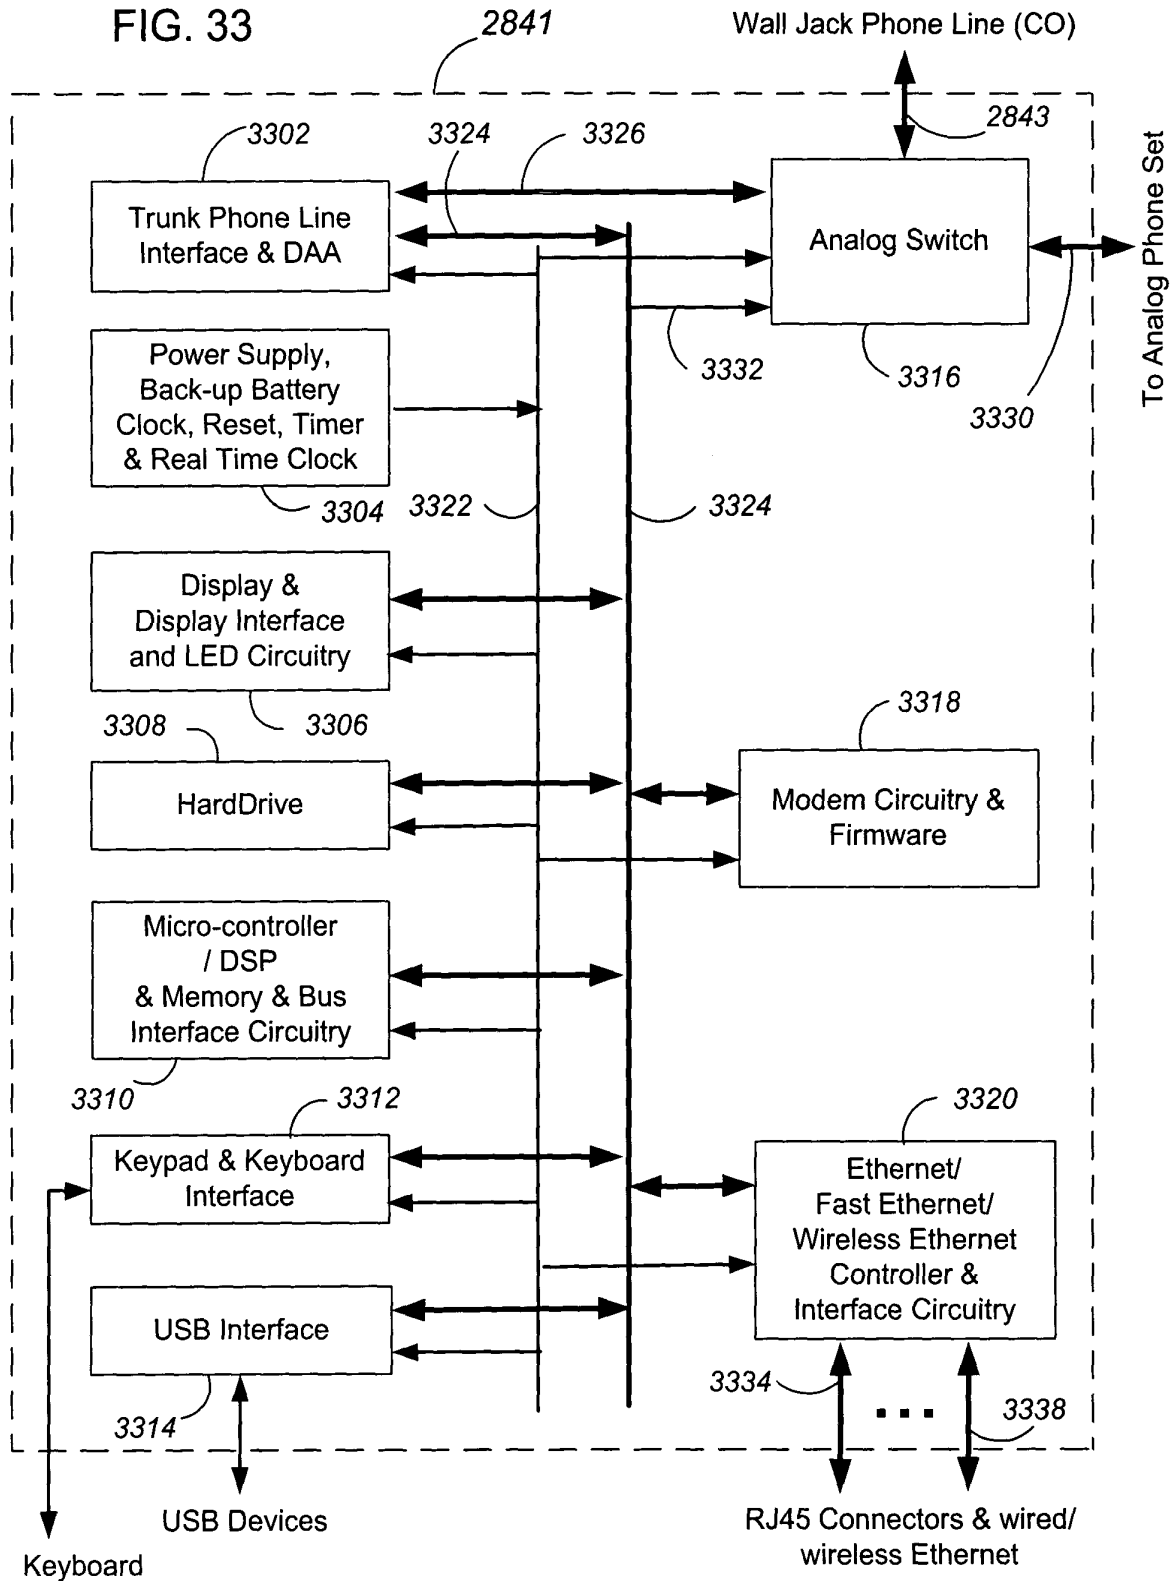 FIG. 33
2841
Wall Jack Phone Line (CO)
2843
3302
3324
3326
Trunk Phone Line
Interface & DAA
Analog Switch
To Analog Phone Set
3332
3316
3330
Power Supply,
Back-up Battery
Clock, Reset, Timer
& Real Time Clock
3304
3322
3324
Display &
Display Interface
and LED Circuitry
3306
3308
HardDrive
3318
Modem Circuitry &
Firmware
Micro-controller
/ DSP
& Memory & Bus
Interface Circuitry
3310
3312
Keypad & Keyboard
Interface
3320
Ethernet/
Fast Ethernet/
Wireless Ethernet
Controller &
Interface Circuitry
USB Interface
3314
3334
3338
USB Devices
Keyboard
RJ45 Connectors & wired/
wireless Ethernet